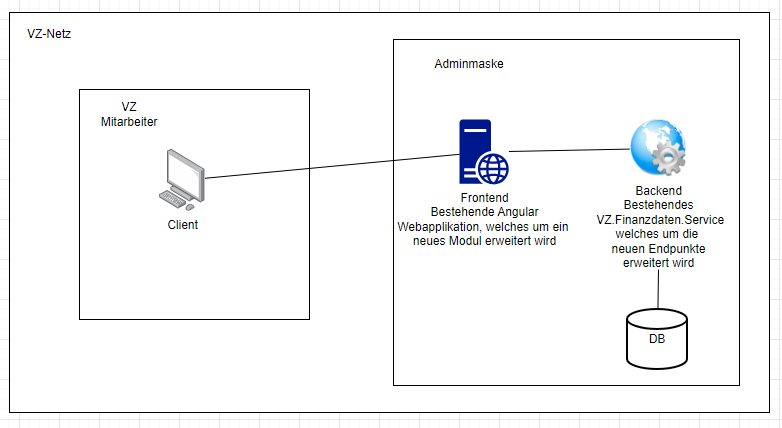 VZ-Netz
Adminmaske
VZ
Mitarbeiter
Client
Frontend
Bestehende Angular
Webapplikation, welches um ein
neues Modul erweitert wird
Backend
Bestehendes
VZ.Finanzdaten.Service
welches um die
neuen Endpunkte
erweitert wird
DB